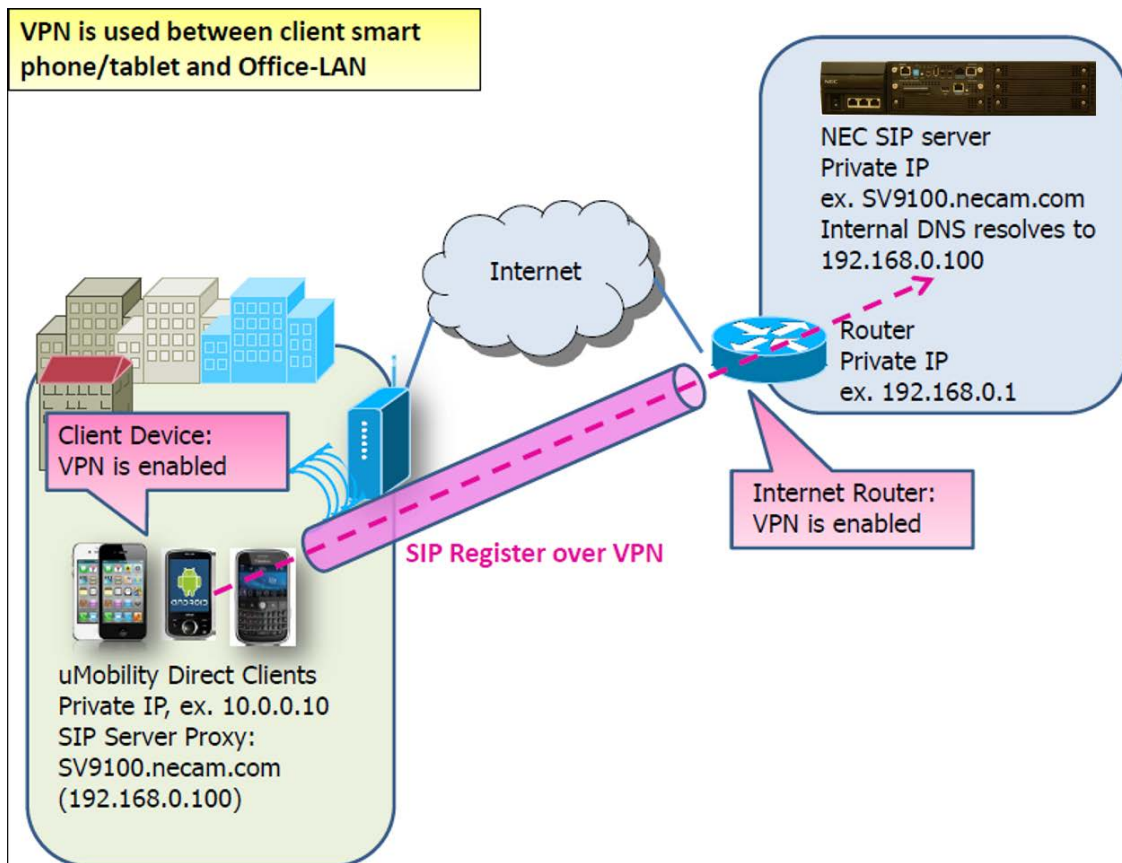 VPN is used between client smart
phone/tablet and Office-LAN
NEC
NEC SIP server
Private IP
ex. SV9100.necam.com
Internal DNS resolves to
192.168.0.100
Internet
Router
Private IP
ex. 192.168.0.1
Client Device:
VPN is enabled
Internet Router:
VPN is enabled
SIP Register over VPN
ANDROID
uMobility Direct Clients
Private IP, ex. 10.0.0.10
SIP Server Proxy:
SV9100.necam.com
(192.168.0.100)